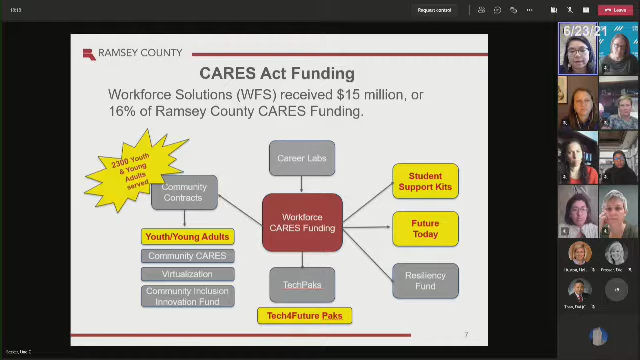 Request control
Leave
6/23/21
RAMSEY COUNTY
CARES Act Funding
Workforce Solutions (WFS) received $15 million, or
16% of Ramsey County CARES Funding.
2300 Youth
& Young
Adults
served
Community
Contracts
Career Labs
Student
Support Kits
Workforce
CARES Funding
Future
Today
Youth/Young Adults
Community CARES
Virtualization
Community Inclusion
Innovation Fund
TechPaks
Tech4Future Paks
Resiliency
Fund
7